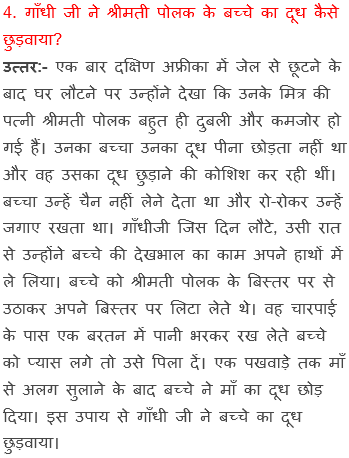 4. गाँधी जी ने श्रीमती पोलक के बच्चे का दूध कैसे
छुड़वाया?
उत्तर:- एक बार दक्षिण अफ्रीका में जेल से छूटने के
बाद घर लौटने पर उन्होंने देखा कि उनके मित्र की
पत्नी श्रीमती पोलक बहुत ही दुबली और कमजोर हो
गई हैं। उनका बच्चा उनका दूध पीना छोड़ता नहीं था
और वह उसका दूध छुड़ाने की कोशिश कर रही थीं।
बच्चा उन्हें चैन नहीं लेने देता था और रो-रोकर उन्हें
जगाए रखता था। गाँधीजी जिस दिन लौटे, उसी रात
से उन्होंने बच्चे की देखभाल का काम अपने हाथों में
ले लिया। बच्चे को श्रीमती पोलक के बिस्तर पर से
उठाकर अपने बिस्तर पर लिटा लेते थे। वह चारपाई
के पास एक बरतन में पानी भरकर रख लेते बच्चे
को प्यास लगे तो उसे पिला दें। एक पखवाड़े तक माँ
से अलग सुलाने के बाद बच्चे ने माँ का दूध छोड़
दिया। इस उपाय से गाँधी जी ने बच्चे का दूध
छुड़वाया।